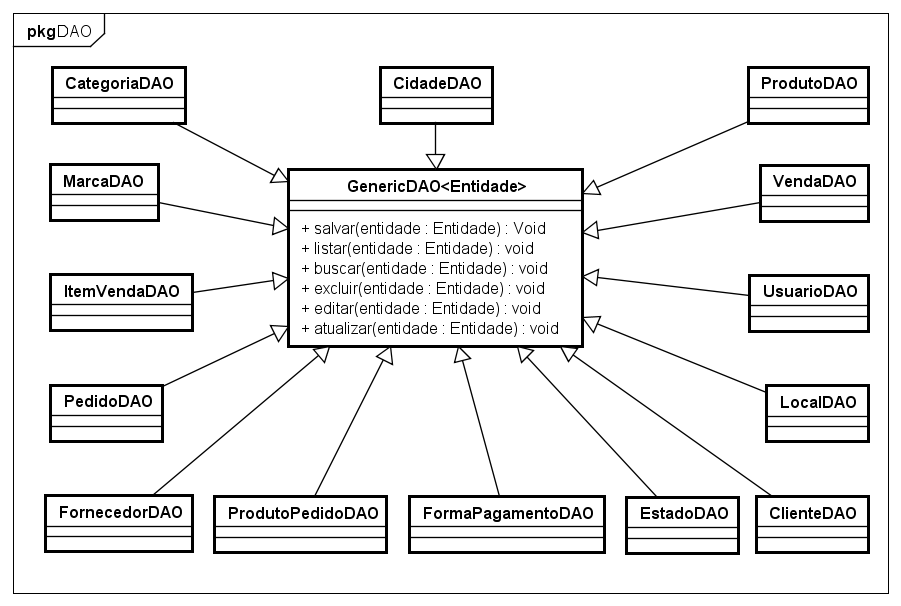 pkgDAO
CategoriaDAO
CidadeDAO
ProdutoDAO
MarcaDAO
GenericDAO<Entidade>
VendaDAO
+ salvar(entidade : Entidade) : Void
+ listar(entidade : Entidade) : void
+ buscar(entidade : Entidade) : void
+ excluir(entidade : Entidade) : void
+ editar(entidade : Entidade) : void
+ atualizar(entidade : Entidade) : void
ItemVendaDAO
UsuarioDAO
PedidoDAO
LocalDAO
FornecedorDAO
ProdutoPedidoDAO
FormaPagamentoDAO
EstadoDAO
ClienteDAO